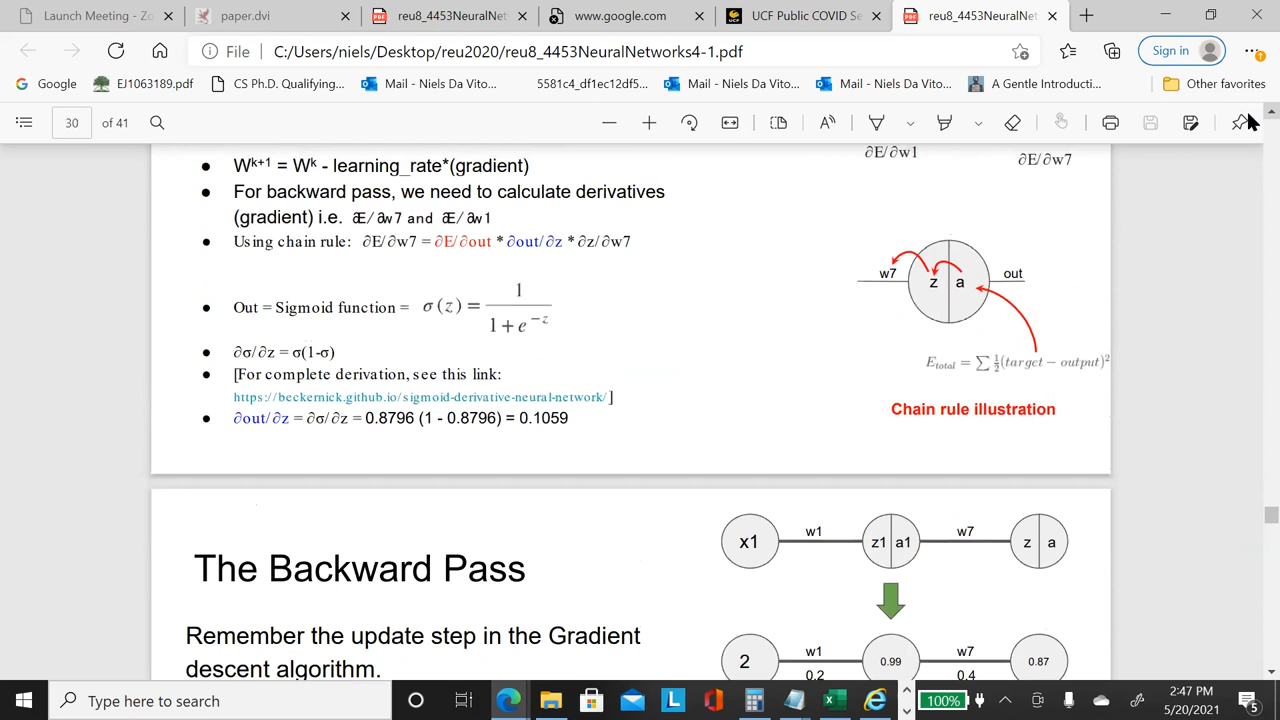 Launch Meeting - Zo
paper.dvi
reu8_4453NeuralNetw
www.google.com
UCF Public COVID Se
reu8_4453NeuralNet
File C:/Users/niels/Desktop/reu2020/reu8_4453NeuralNetworks4-1.pdf
Sign in
Google
EJ1063189.pdf
CS Ph.D. Qualifying...
Mail - Niels Da Vito...
5581c4_df1ec12df5...
Mail - Niels Da Vito...
Mail - Niels Da Vito...
A Gentle Introducti...
Other favorites
30 of 41
∂E/∂w1
∂E/∂w7
● Wᵏ⁺¹ = Wᵏ - learning_rate*(gradient)
● For backward pass, we need to calculate derivatives
(gradient) i.e. ∂E/∂w7 and ∂E/∂w1
● Using chain rule: ∂E/∂w7 = ∂E/∂out * ∂out/∂z * ∂z/∂w7
● Out = Sigmoid function = σ(z) = 1 / (1 + e⁻ᶻ)
● ∂σ/∂z = σ(1-σ)
● [For complete derivation, see this link:
https://beckernick.github.io/sigmoid-derivative-neural-network/]
● ∂out/∂z = ∂σ/∂z = 0.8796 (1 - 0.8796) = 0.1059
w7 z a out
E_total = ∑ ½(target − output)²
Chain rule illustration
The Backward Pass
Remember the update step in the Gradient
descent algorithm.
x1 w1 z1 a1 w7 z a
2 w1 0.99 w7 0.87
0.2 0.4
Type here to search
100%
2:47 PM
5/20/2021
5